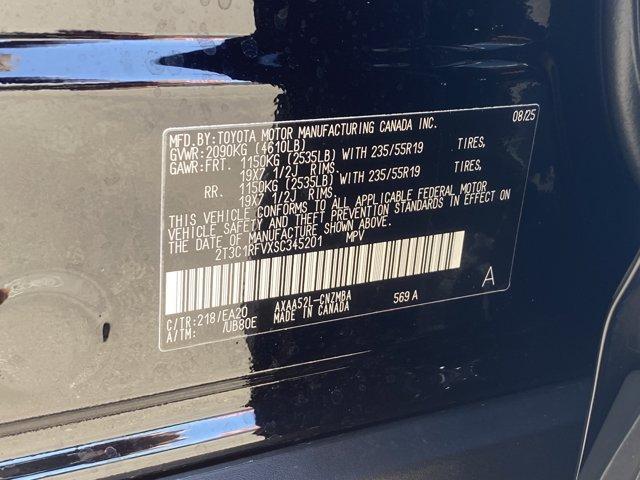 MFD. BY: TOYOTA MOTOR MANUFACTURING CANADA INC. 08/25
GVWR: 2090KG (4610LB)
GAWR: FRT. 1150KG (2535LB) WITH 235/55R19 TIRES,
19X7 1/2J RIMS.
RR. 1150KG (2535LB) WITH 235/55R19 TIRES,
19X7 1/2J RIMS.
THIS VEHICLE CONFORMS TO ALL APPLICABLE FEDERAL MOTOR
VEHICLE SAFETY AND THEFT PREVENTION STANDARDS IN EFFECT ON
THE DATE OF MANUFACTURE SHOWN ABOVE.
2T3C1RFVXSC345201 MPV
A
C/TR: 218/EA20 AXAA52L-CNZMBA 569A
A/TM: /UB80E MADE IN CANADA